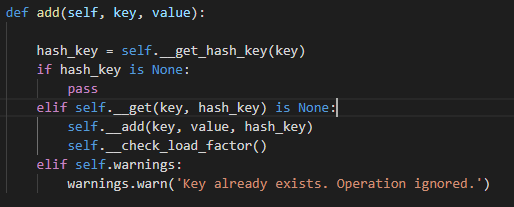 def add(self, key, value):
hash_key = self.__get_hash_key(key)
if hash_key is None:
pass
elif self.__get(key, hash_key) is None:
self.__add(key, value, hash_key)
self.__check_load_factor()
elif self.warnings:
warnings.warn('Key already exists. Operation ignored.')